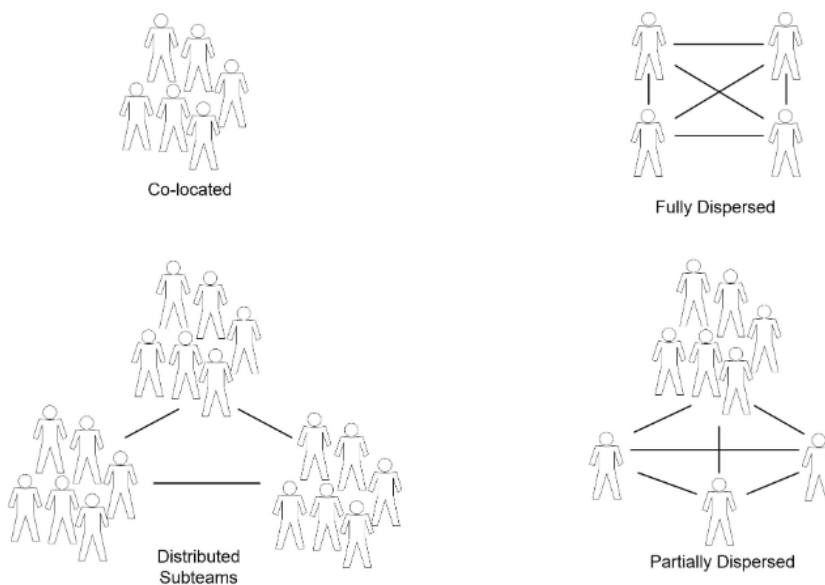 Co-located
Fully Dispersed
Distributed
Subteams
Partially Dispersed